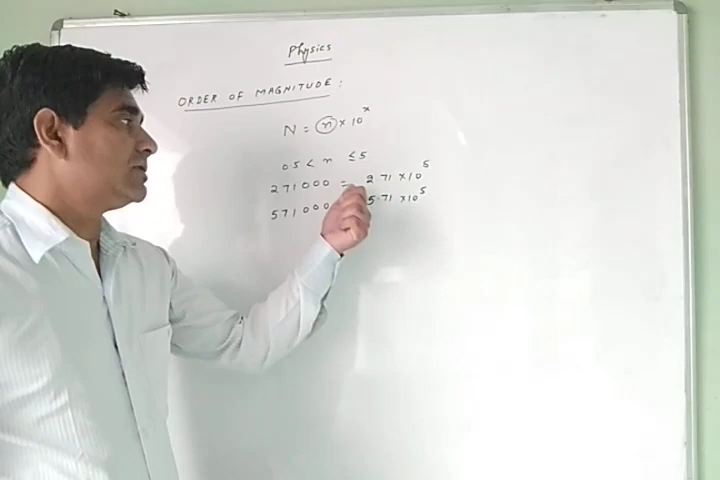 Physics
ORDER OF MAGNITUDE :
N = n × 10^x
0.5 < n ≤ 5
271000 = 2.71 × 10^5
571000 5.71 × 10^5